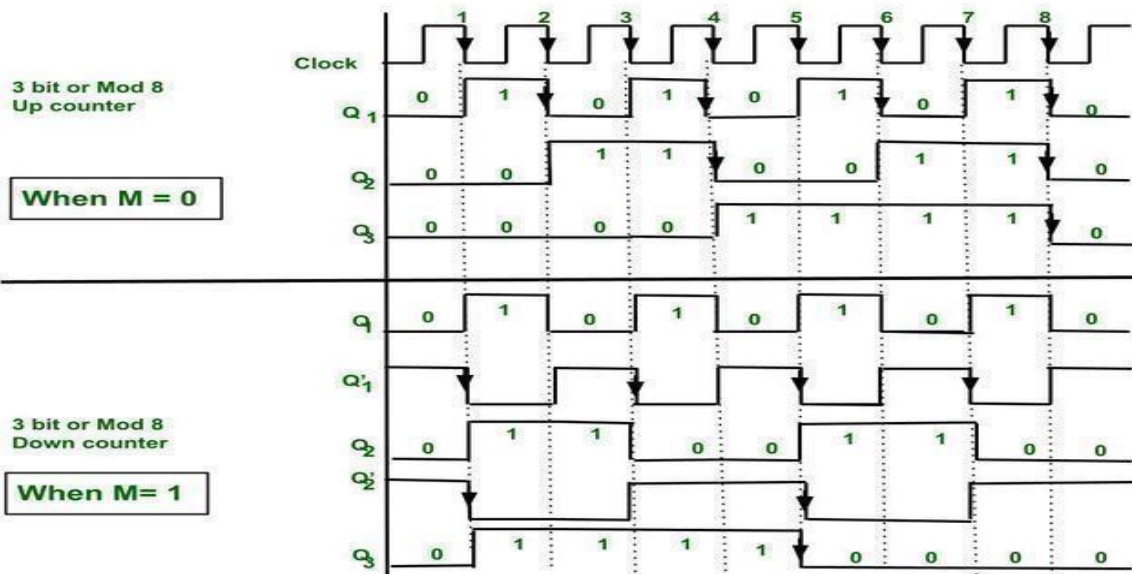 1 2 3 4 5 6 7 8
Clock
3 bit or Mod 8
Up counter
Q1 0 1 0 1 0 1 0 1 0
Q2 0 0 1 1 0 0 1 1 0
When M = 0
Q3 0 0 0 0 1 1 1 1 0
Q1 0 1 0 1 0 1 0 1 0
Q'1
3 bit or Mod 8
Down counter
Q2 0 1 1 0 0 1 1 0 0
Q'2
When M= 1
Q3 0 1 1 1 1 0 0 0 0